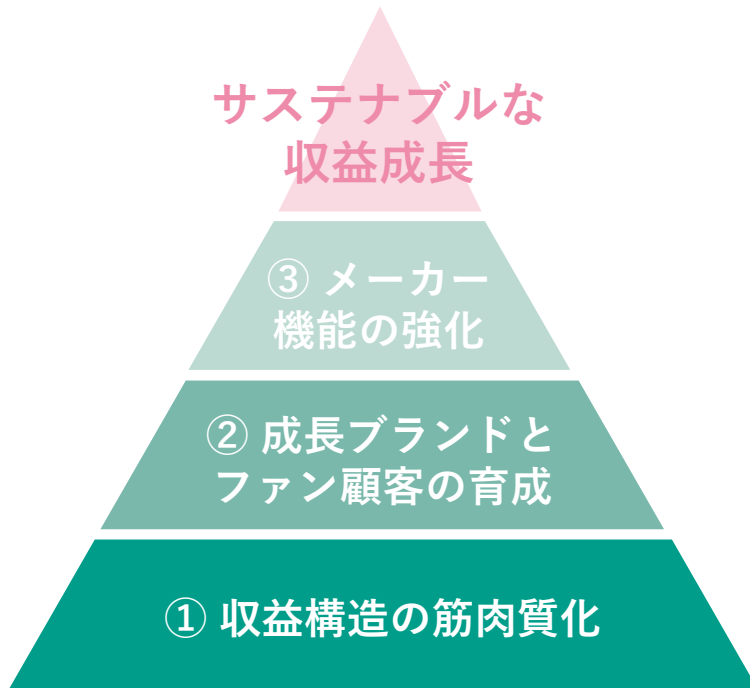 サステナブルな
収益成長
③ メーカー
機能の強化
② 成長ブランドと
ファン顧客の育成
① 収益構造の筋肉質化